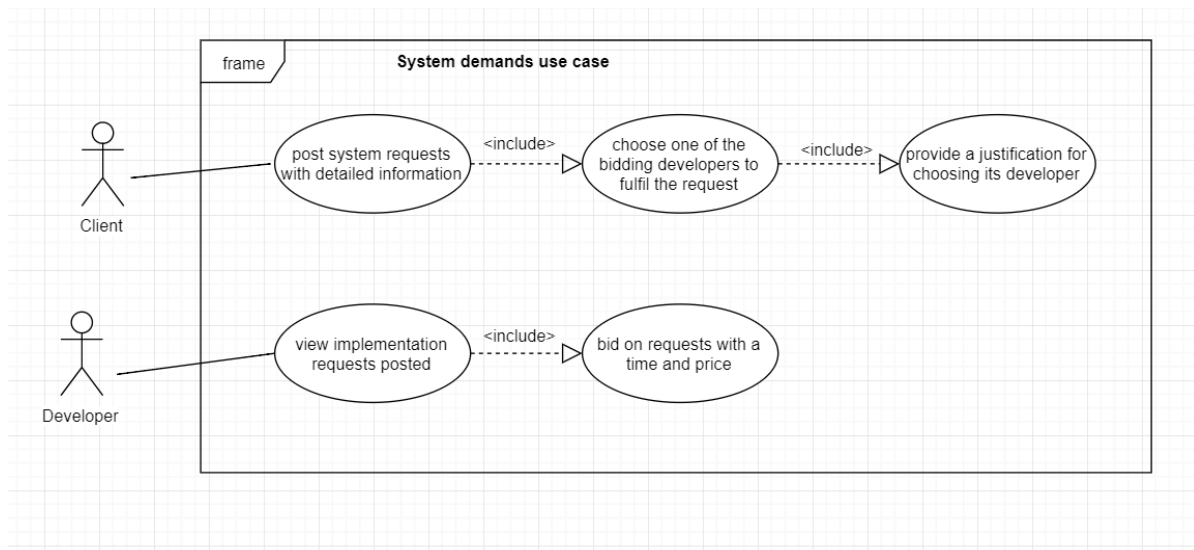 frame
System demands use case
post system requests
with detailed information
<include>
choose one of the
bidding developers to
fulfil the request
<include>
provide a justification for
choosing its developer
Client
view implementation
requests posted
<include>
bid on requests with a
time and price
Developer